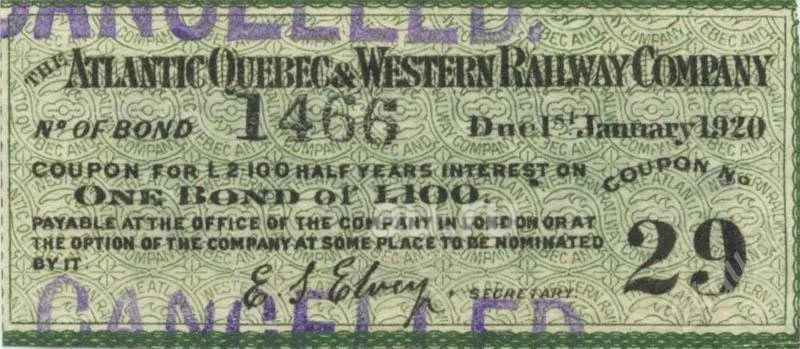 CANCELLED.
THE ATLANTIC QUEBEC & WESTERN RAILWAY COMPANY
No OF BOND 1466 Due 1st January 1920
COUPON FOR £2·10·0 HALF YEARS INTEREST ON
ONE BOND of £100.
COUPON No
29
PAYABLE AT THE OFFICE OF THE COMPANY IN LONDON OR AT
THE OPTION OF THE COMPANY AT SOME PLACE TO BE NOMINATED
BY IT.
SECRETARY.
CANCELLED